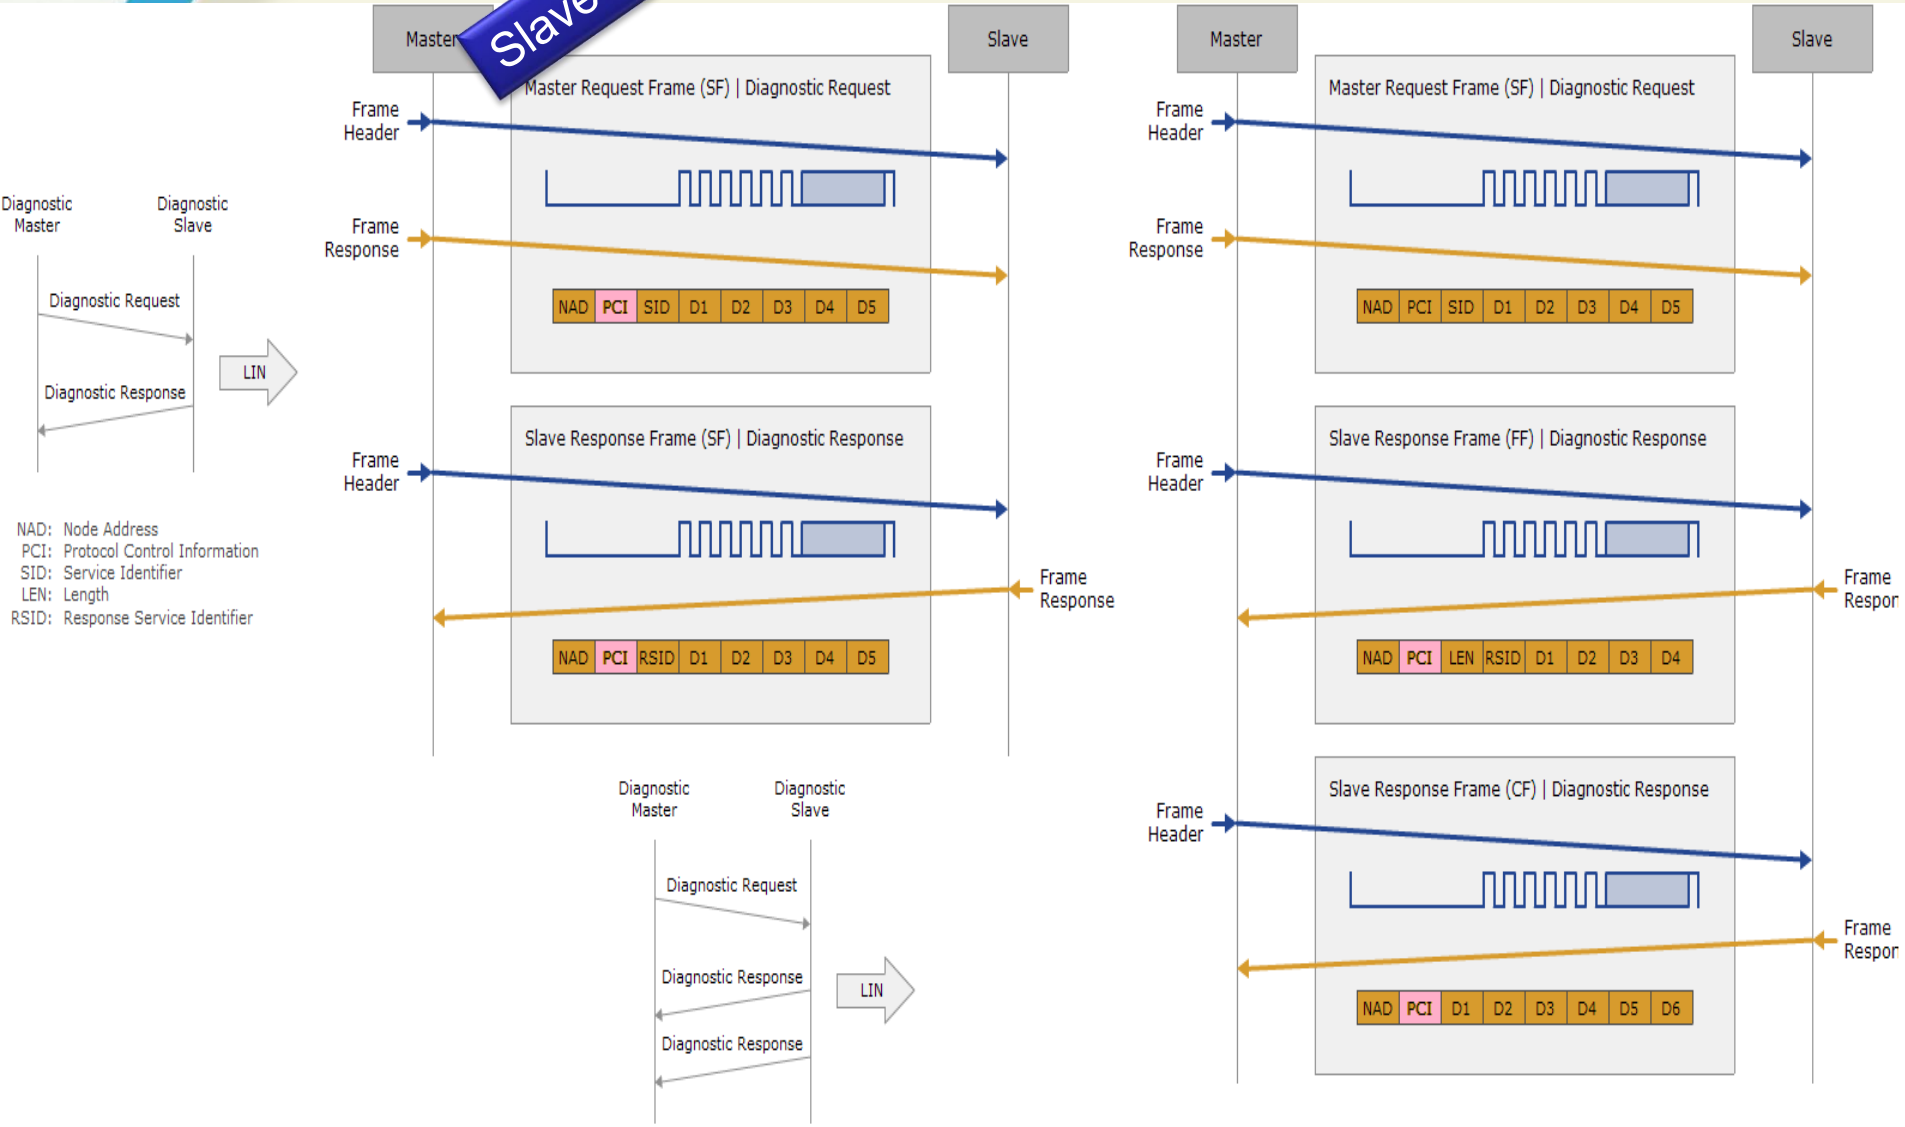 Slave
Master
Slave
Master Request Frame (SF) | Diagnostic Request
Frame
Header
Frame
Response
NAD PCI SID D1 D2 D3 D4 D5
Slave Response Frame (SF) | Diagnostic Response
Frame
Header
Frame
Response
NAD PCI RSID D1 D2 D3 D4 D5
Diagnostic
Master
Diagnostic
Slave
Diagnostic Request
Diagnostic Response
LIN
NAD: Node Address
PCI: Protocol Control Information
SID: Service Identifier
LEN: Length
RSID: Response Service Identifier
Diagnostic
Master
Diagnostic
Slave
Diagnostic Request
Diagnostic Response
Diagnostic Response
LIN
Master
Slave
Master Request Frame (SF) | Diagnostic Request
Frame
Header
Frame
Response
NAD PCI SID D1 D2 D3 D4 D5
Slave Response Frame (FF) | Diagnostic Response
Frame
Header
Frame
Respon
NAD PCI LEN RSID D1 D2 D3 D4
Slave Response Frame (CF) | Diagnostic Response
Frame
Header
Frame
Respon
NAD PCI D1 D2 D3 D4 D5 D6